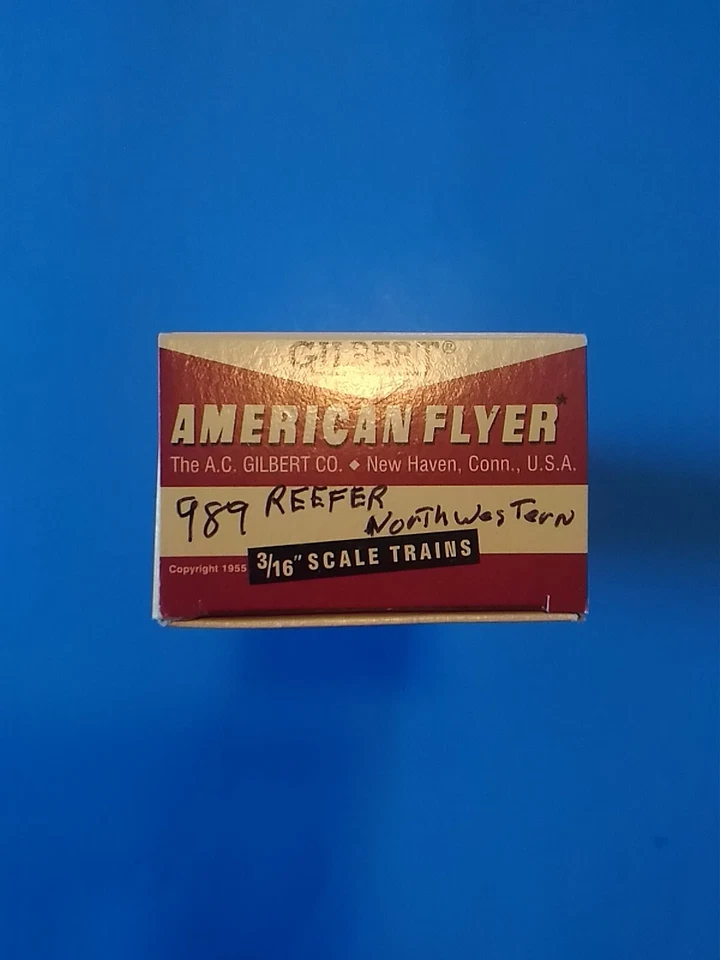 GILBERT®
AMERICAN FLYER*
The A.C. GILBERT CO. ◆ New Haven, Conn., U.S.A.
989 REEFER NorthwesTern
Copyright 1955 3/16" SCALE TRAINS